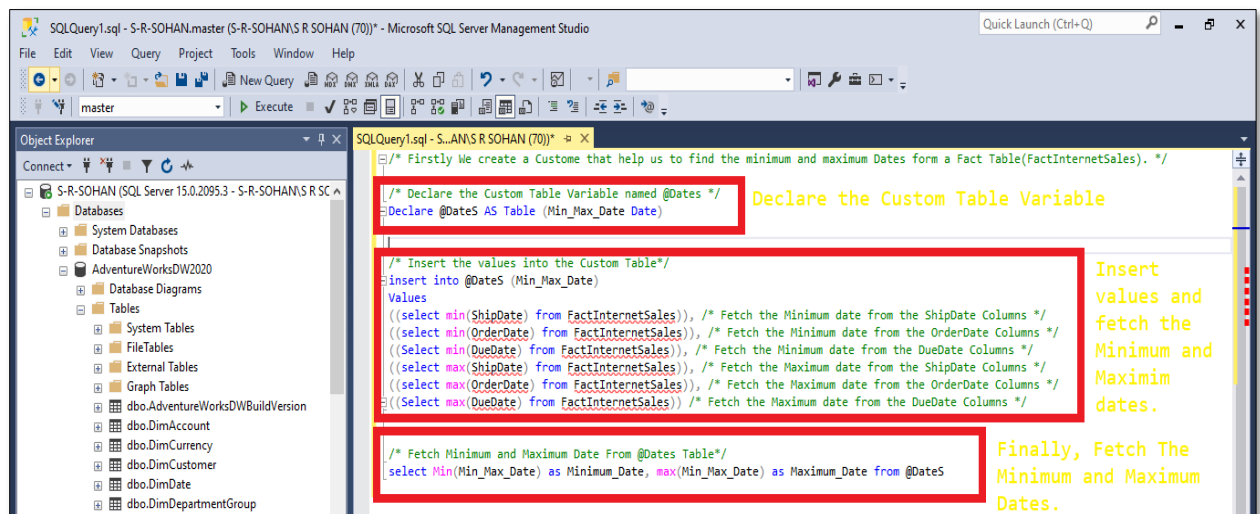 SQLQuery1.sql - S-R-SOHAN.master (S-R-SOHAN\S R SOHAN (70))* - Microsoft SQL Server Management Studio
Quick Launch (Ctrl+Q)
File Edit View Query Project Tools Window Help
New Query MDX DMX XMLA DAX
master
Execute
Object Explorer
SQLQuery1.sql - S...AN\S R SOHAN (70))*
Connect
S-R-SOHAN (SQL Server 15.0.2095.3 - S-R-SOHAN\S R SC
Databases
System Databases
Database Snapshots
AdventureWorksDW2020
Database Diagrams
Tables
System Tables
FileTables
External Tables
Graph Tables
dbo.AdventureWorksDWBuildVersion
dbo.DimAccount
dbo.DimCurrency
dbo.DimCustomer
dbo.DimDate
dbo.DimDepartmentGroup
/* Firstly We create a Custome that help us to find the minimum and maximum Dates form a Fact Table(FactInternetSales). */
/* Declare the Custom Table Variable named @Dates */
Declare @DateS AS Table (Min_Max_Date Date)
Declare the Custom Table Variable
/* Insert the values into the Custom Table*/
insert into @DateS (Min_Max_Date)
Values
((select min(ShipDate) from FactInternetSales)), /* Fetch the Minimum date from the ShipDate Columns */
((select min(OrderDate) from FactInternetSales)), /* Fetch the Minimum date from the OrderDate Columns */
((Select min(DueDate) from FactInternetSales)), /* Fetch the Minimum date from the DueDate Columns */
((select max(ShipDate) from FactInternetSales)), /* Fetch the Maximum date from the ShipDate Columns */
((select max(OrderDate) from FactInternetSales)), /* Fetch the Maximum date from the OrderDate Columns */
((Select max(DueDate) from FactInternetSales)) /* Fetch the Maximum date from the DueDate Columns */
Insert
values and
fetch the
Minimum and
Maximim
dates.
/* Fetch Minimum and Maximum Date From @Dates Table*/
select Min(Min_Max_Date) as Minimum_Date, max(Min_Max_Date) as Maximum_Date from @DateS
Finally, Fetch The
Minimum and Maximum
Dates.